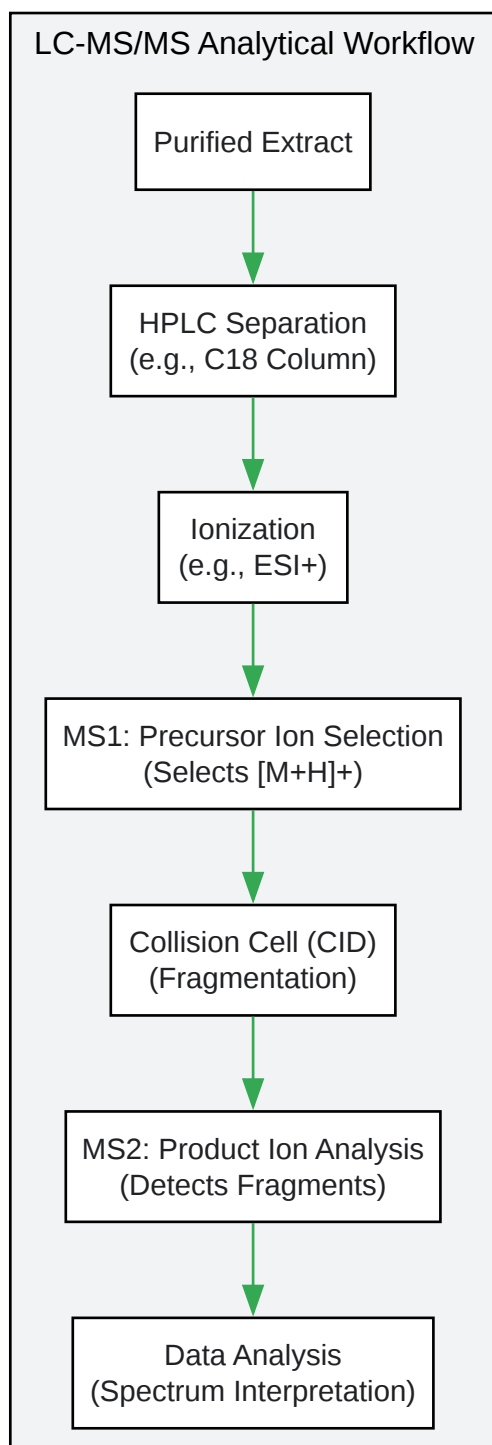 LC-MS/MS Analytical Workflow
Purified Extract
HPLC Separation
(e.g., C18 Column)
Ionization
(e.g., ESI+)
MS1: Precursor Ion Selection
(Selects [M+H]+)
Collision Cell (CID)
(Fragmentation)
MS2: Product Ion Analysis
(Detects Fragments)
Data Analysis
(Spectrum Interpretation)